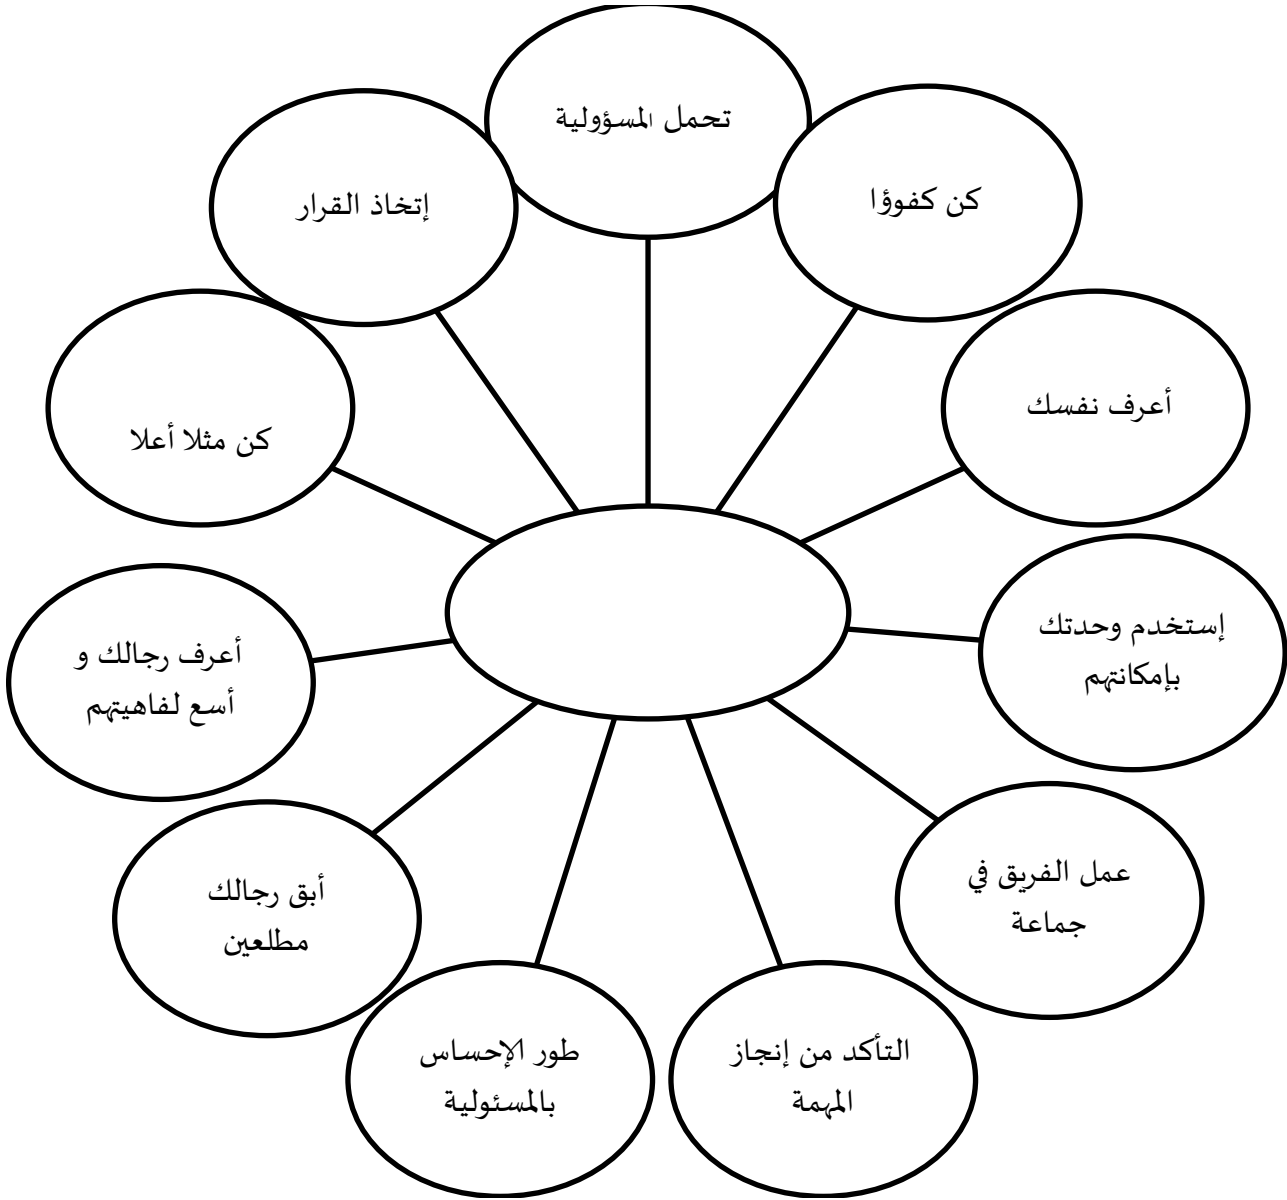 تحمل المسؤولية
كن كفوؤا
إتخاذ القرار
أعرف نفسك
كن مثلا أعلا
إستخدم وحدتك
بإمكانتهم
أعرف رجالك و
أسع لفاهيتهم
عمل الفريق في
جماعة
أبق رجالك
مطلعين
التأكد من إنجاز
المهمة
طور الإحساس
بالمسئولية